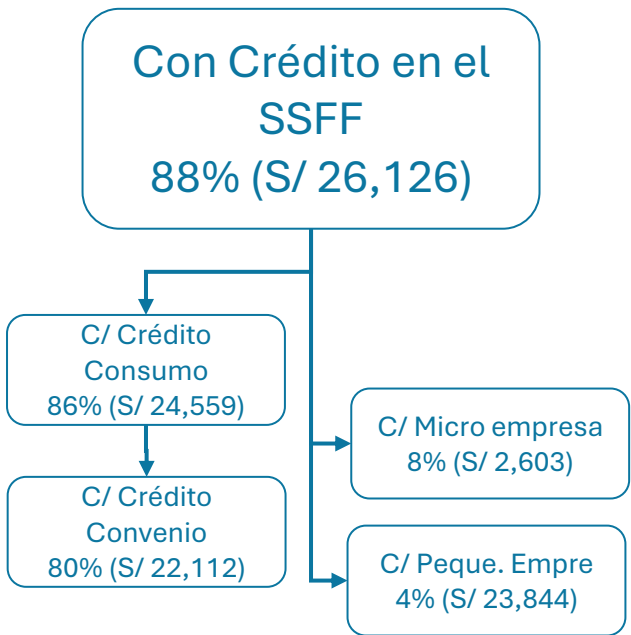 Con Crédito en el
SSFF
88% (S/ 26,126)
C/ Crédito
Consumo
86% (S/ 24,559)
C/ Micro empresa
8% (S/ 2,603)
C/ Crédito
Convenio
80% (S/ 22,112)
C/ Peque. Empre
4% (S/ 23,844)